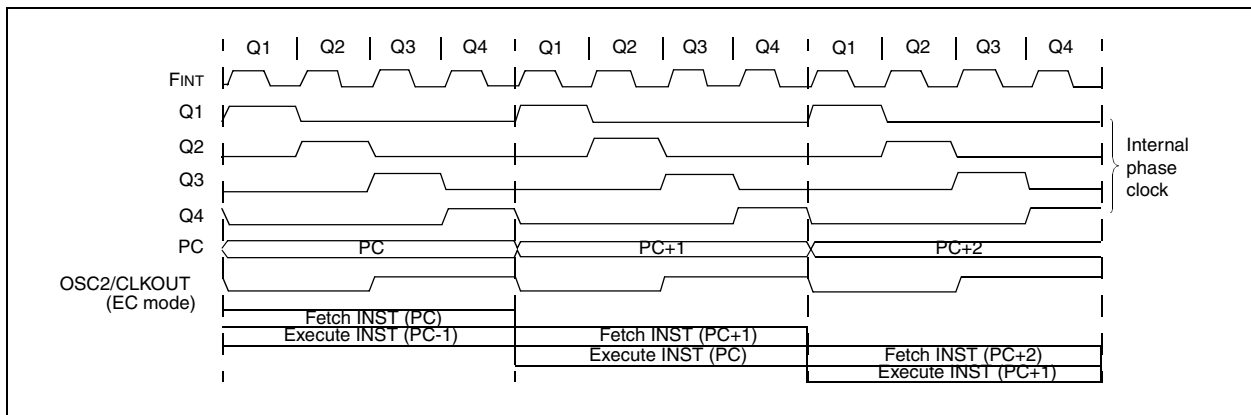 Q1 Q2 Q3 Q4 Q1 Q2 Q3 Q4 Q1 Q2 Q3 Q4
FINT
Q1
Q2
Q3
Q4
Internal
phase
clock
PC PC PC+1 PC+2
OSC2/CLKOUT
(EC mode)
Fetch INST (PC)
Execute INST (PC-1) Fetch INST (PC+1)
Execute INST (PC) Fetch INST (PC+2)
Execute INST (PC+1)